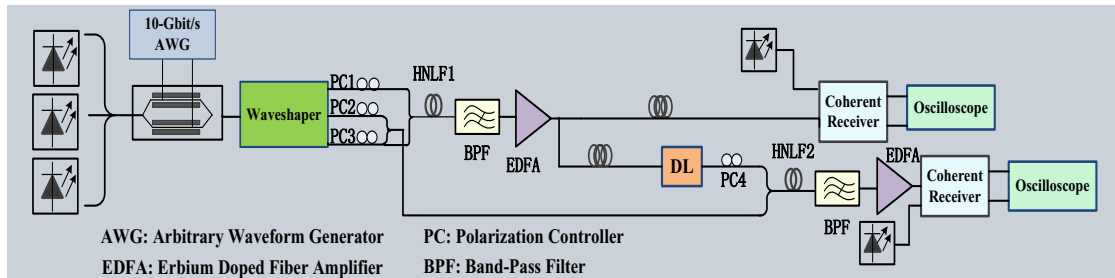 10-Gbit/s
AWG
Waveshaper
PC1
PC2
PC3
HNLF1
BPF
EDFA
DL
PC4
HNLF2
BPF
EDFA
Coherent
Receiver
Oscilloscope
Coherent
Receiver
Oscilloscope
AWG: Arbitrary Waveform Generator
PC: Polarization Controller
EDFA: Erbium Doped Fiber Amplifier
BPF: Band-Pass Filter